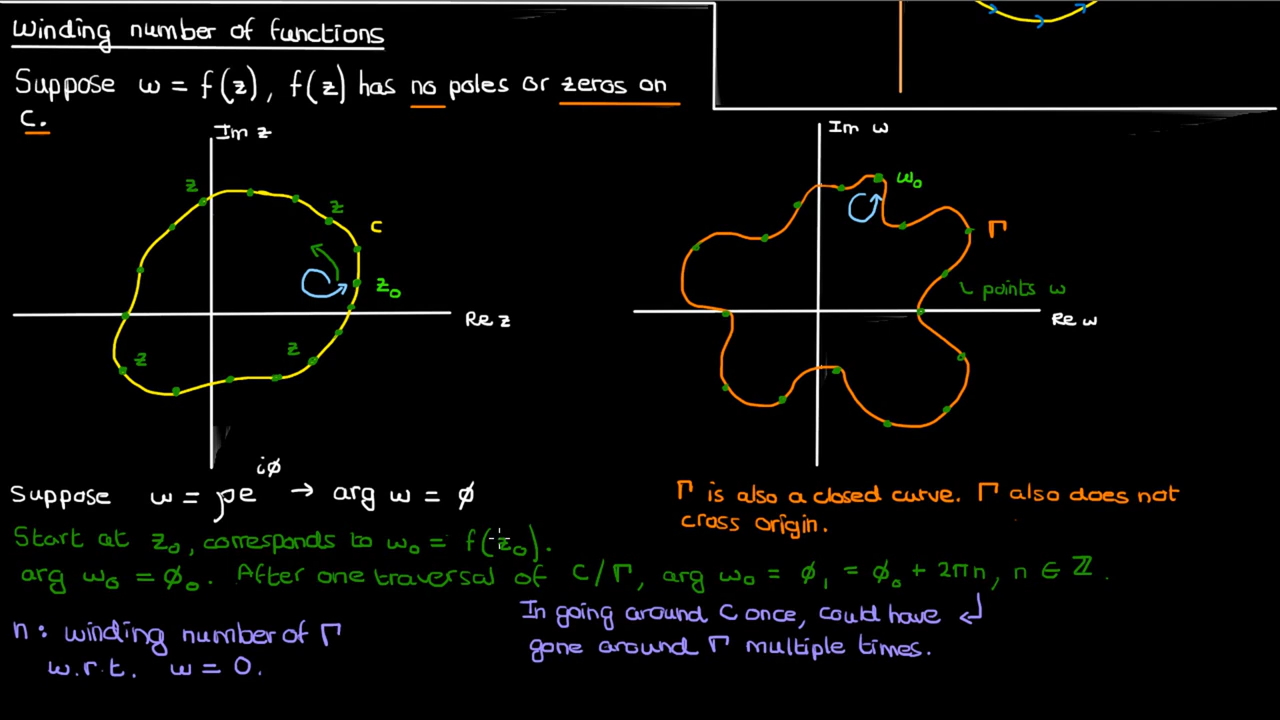 Winding number of functions
Suppose w = f(z), f(z) has no poles or zeros on
C.
Im z
z
z
C
z₀
Re z
z
z
Im w
w₀
Γ
points w
Re w
Suppose w = ρe^{iφ} → arg w = φ
Γ is also a closed curve. Γ also does not
cross origin.
Start at z₀, corresponds to w₀ = f(z₀).
arg w₀ = φ₀. After one traversal of C/Γ, arg w₀ = φ₁ = φ₀ + 2πn, n ∈ ℤ.
In going around C once, could have
gone around Γ multiple times.
n: winding number of Γ
w.r.t. w = 0.